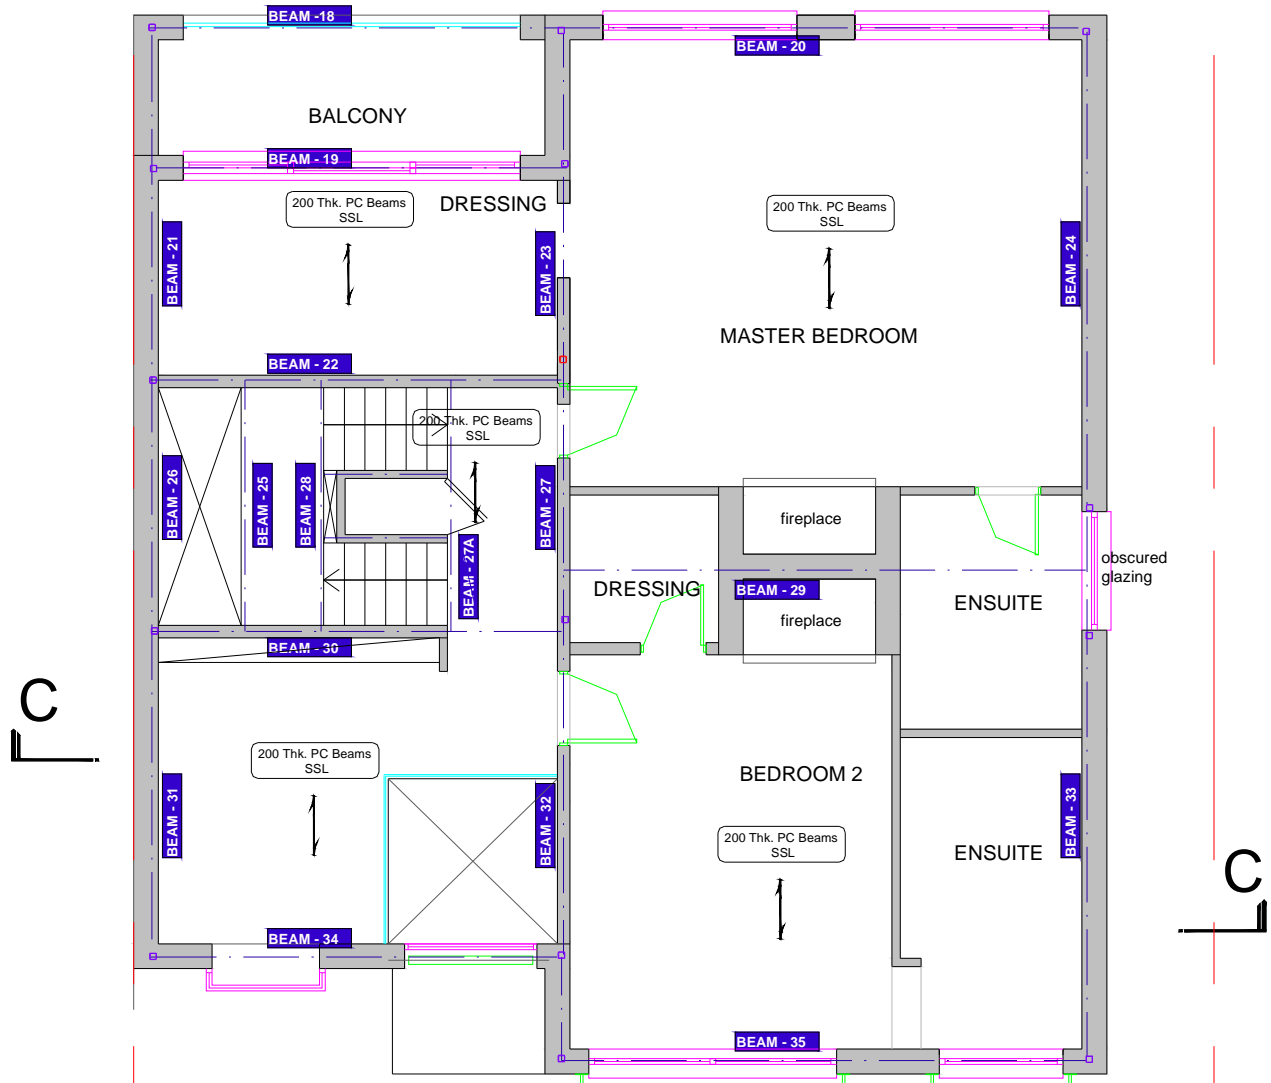 BEAM - 18
BEAM - 20
BALCONY
BEAM - 19
200 Thk. PC Beams
SSL
DRESSING
200 Thk. PC Beams
SSL
BEAM - 21
BEAM - 23
BEAM - 24
MASTER BEDROOM
BEAM - 22
200 Thk. PC Beams
SSL
BEAM - 26
BEAM - 25
BEAM - 28
BEAM - 27
BEAM - 27A
fireplace
obscured
glazing
DRESSING
BEAM - 29
fireplace
ENSUITE
BEAM - 30
C
200 Thk. PC Beams
SSL
BEAM - 31
BEAM - 32
BEDROOM 2
BEAM - 33
200 Thk. PC Beams
SSL
ENSUITE
C
BEAM - 34
BEAM - 35